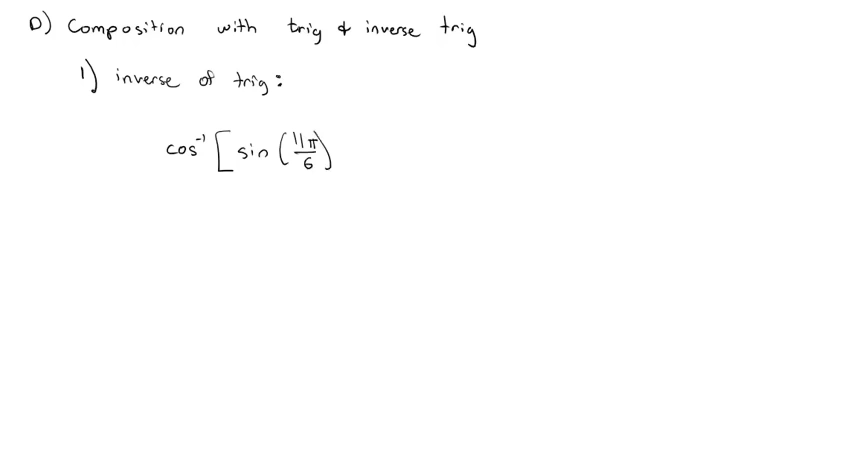 D) Composition with trig & inverse trig
1) inverse of trig:
cos⁻¹ [ sin (11π/6)